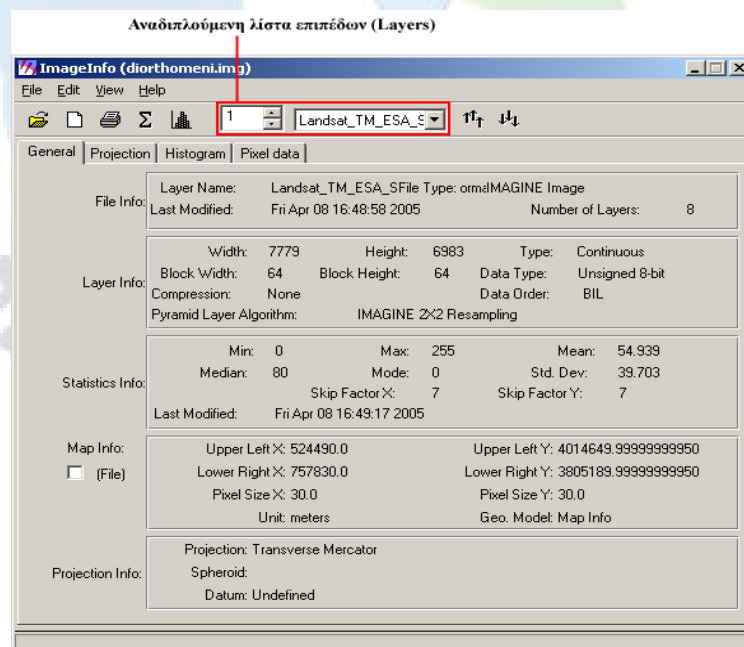 Αναδιπλούμενη λίστα επιπέδων (Layers)
ImageInfo (diorthomeni.img)
File Edit View Help
1 Landsat_TM_ESA_S
General Projection Histogram Pixel data
File Info:
Layer Name: Landsat_TM_ESA_SFile Type: ormaIMAGINE Image
Last Modified: Fri Apr 08 16:48:58 2005 Number of Layers: 8
Layer Info:
Width: 7779 Height: 6983 Type: Continuous
Block Width: 64 Block Height: 64 Data Type: Unsigned 8-bit
Compression: None Data Order: BIL
Pyramid Layer Algorithm: IMAGINE 2X2 Resampling
Statistics Info:
Min: 0 Max: 255 Mean: 54.939
Median: 80 Mode: 0 Std. Dev: 39.703
Skip Factor X: 7 Skip Factor Y: 7
Last Modified: Fri Apr 08 16:49:17 2005
Map Info:
(File)
Upper Left X: 524490.0 Upper Left Y: 4014649.99999999950
Lower Right X: 757830.0 Lower Right Y: 3805189.99999999950
Pixel Size X: 30.0 Pixel Size Y: 30.0
Unit: meters Geo. Model: Map Info
Projection Info:
Projection: Transverse Mercator
Spheroid:
Datum: Undefined